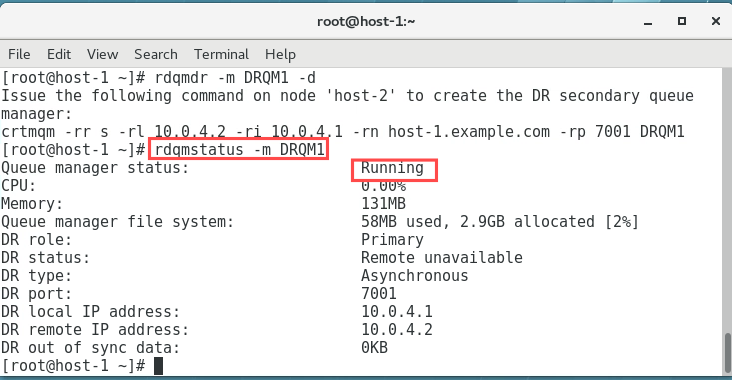 root@host-1:~
File Edit View Search Terminal Help
[root@host-1 ~]# rdqmdr -m DRQM1 -d
Issue the following command on node 'host-2' to create the DR secondary queue
manager:
crtmqm -rr s -rl 10.0.4.2 -ri 10.0.4.1 -rn host-1.example.com -rp 7001 DRQM1
[root@host-1 ~]# rdqmstatus -m DRQM1
Queue manager status: Running
CPU: 0.00%
Memory: 131MB
Queue manager file system: 58MB used, 2.9GB allocated [2%]
DR role: Primary
DR status: Remote unavailable
DR type: Asynchronous
DR port: 7001
DR local IP address: 10.0.4.1
DR remote IP address: 10.0.4.2
DR out of sync data: 0KB
[root@host-1 ~]#